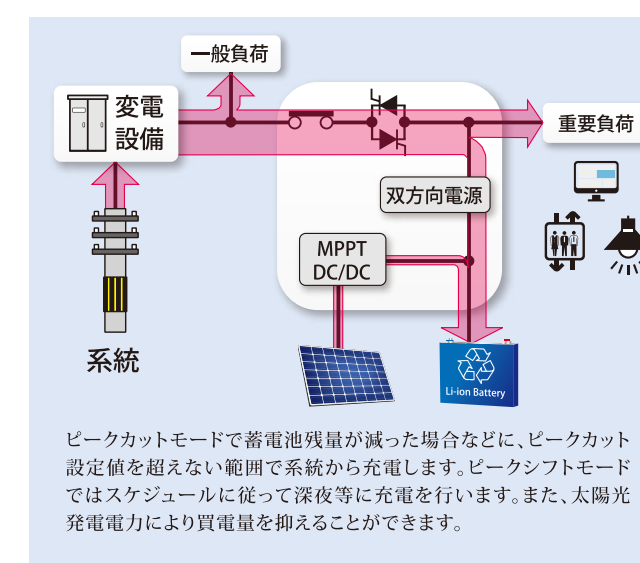 一般負荷
変電
設備
重要負荷
双方向電源
MPPT
DC/DC
系統
Li-ion Battery
ピークカットモードで蓄電池残量が減った場合などに、ピークカット
設定値を超えない範囲で系統から充電します。ピークシフトモード
ではスケジュールに従って深夜等に充電を行います。また、太陽光
発電電力により買電量を抑えることができます。